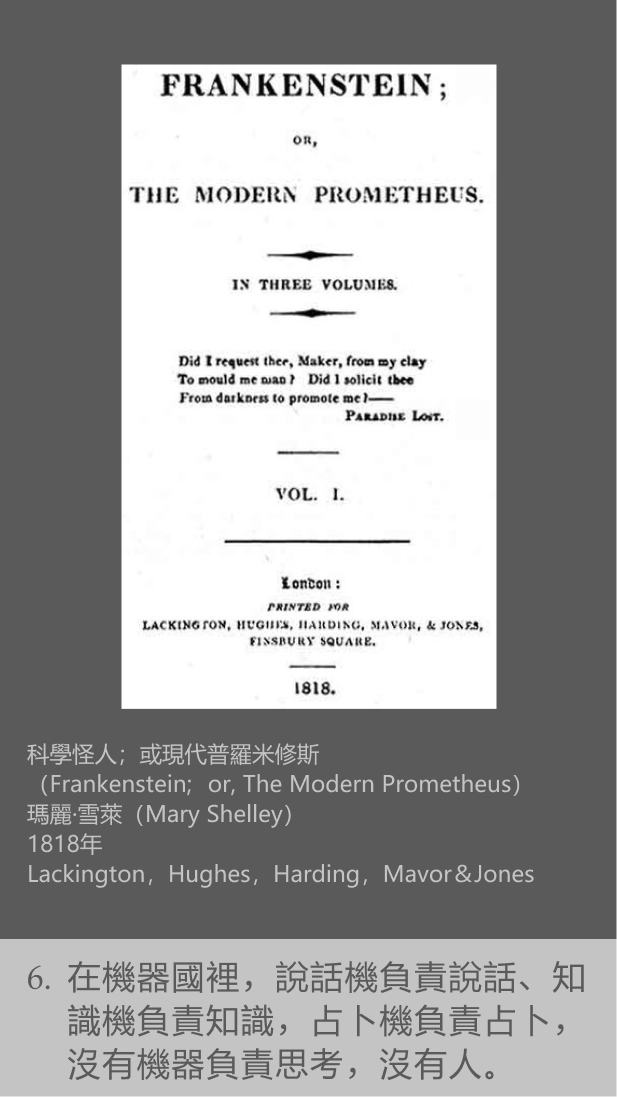 FRANKENSTEIN;
OR,
THE MODERN PROMETHEUS.
IN THREE VOLUMES.
Did I request thee, Maker, from my clay
To mould me man? Did I solicit thee
From darkness to promote me?——
PARADISE LOST.
VOL. I.
London:
PRINTED FOR
LACKINGTON, HUGHES, HARDING, MAVOR, & JONES,
FINSBURY SQUARE.
1818.
科學怪人；或現代普羅米修斯
（Frankenstein；or, The Modern Prometheus）
瑪麗·雪萊（Mary Shelley）
1818年
Lackington，Hughes，Harding，Mavor＆Jones
6. 在機器國裡，說話機負責說話、知
識機負責知識，占卜機負責占卜，
沒有機器負責思考，沒有人。